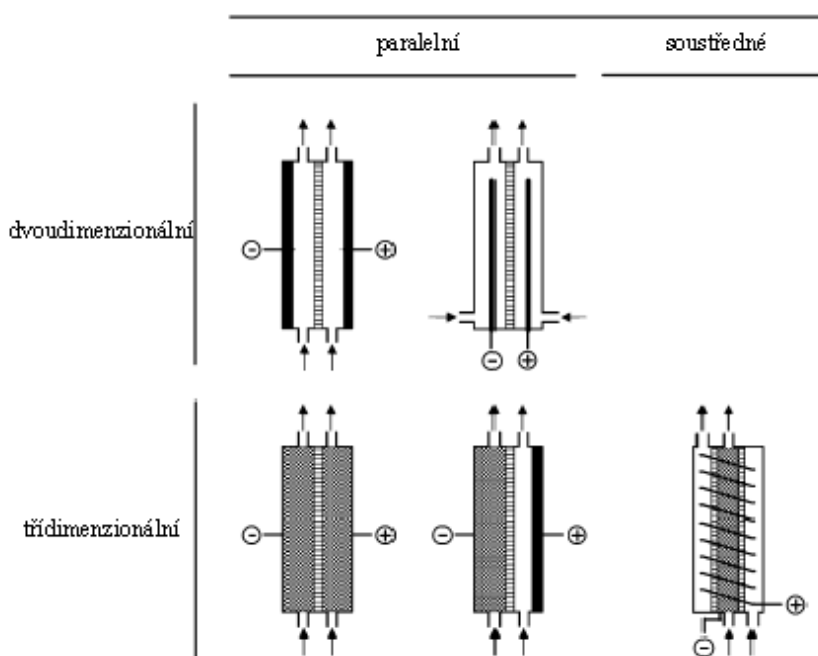 paralelní
soustředné
dvoudimenzionální
- +
- +
třídimenzionální
- +
- +
- +